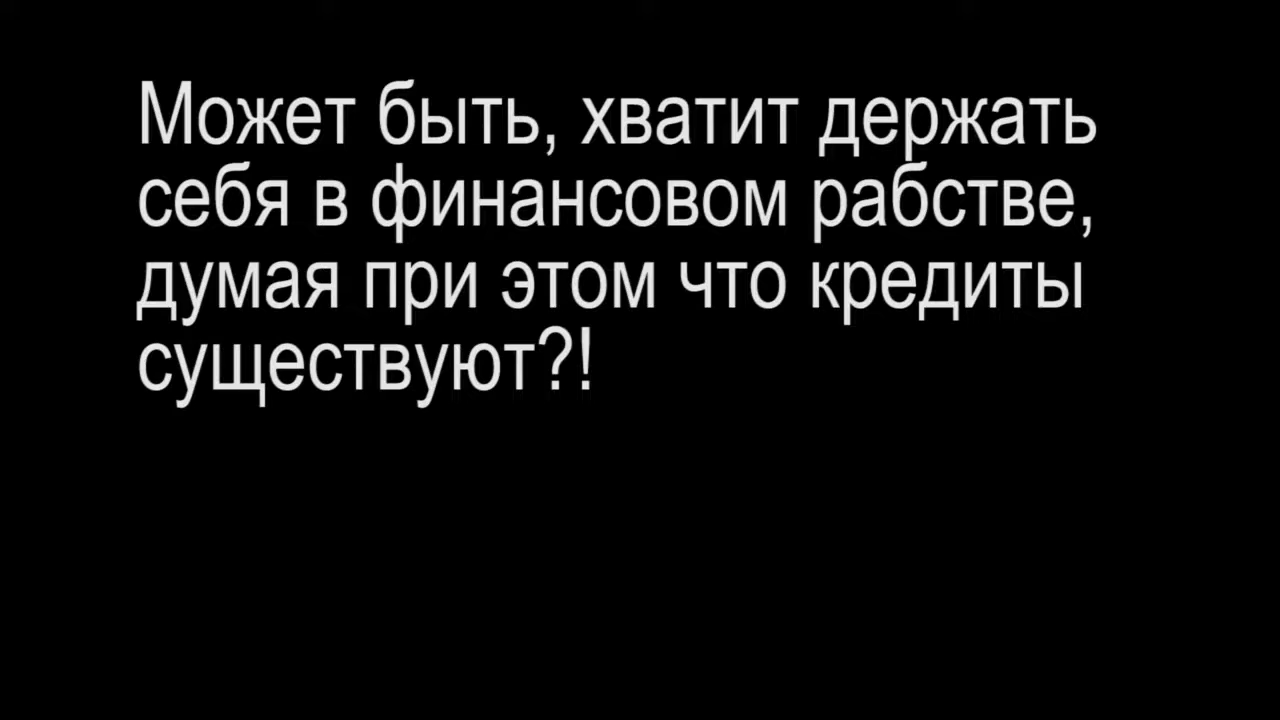 Может быть, хватит держать
себя в финансовом рабстве,
думая при этом что кредиты
существуют?!